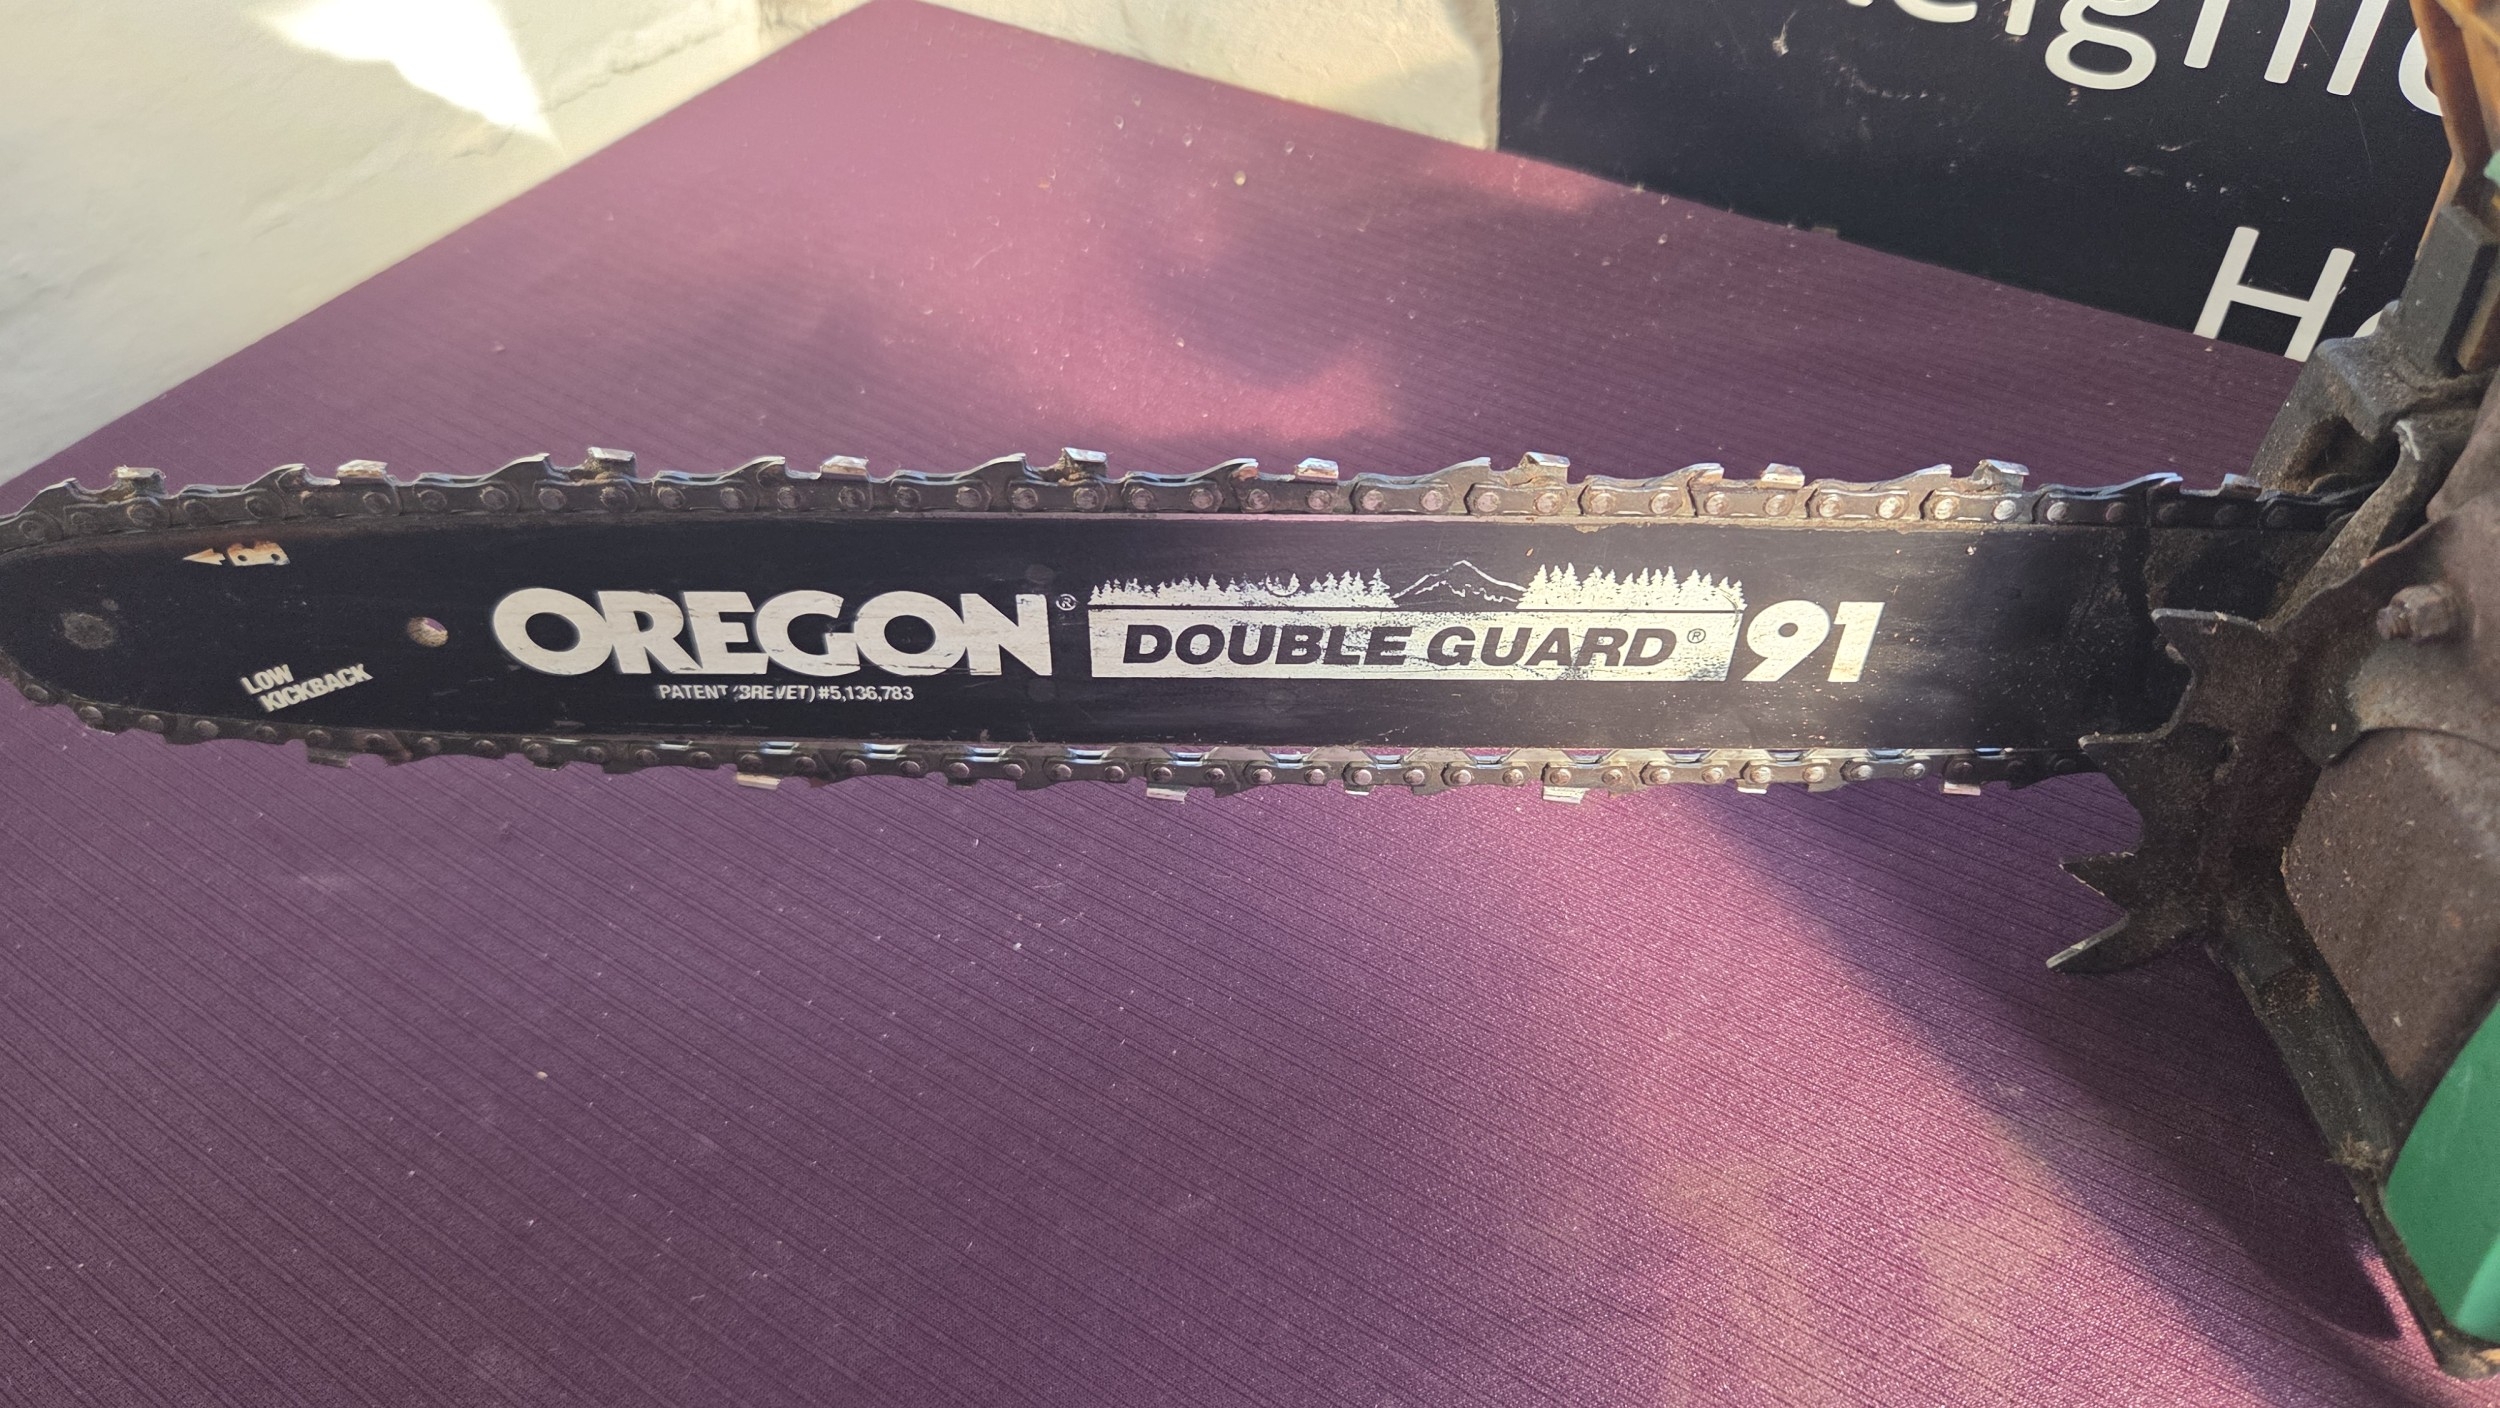 OREGON®
DOUBLE GUARD® 91
PATENT (BREVET) #5,136,783
LOW
KICKBACK
H